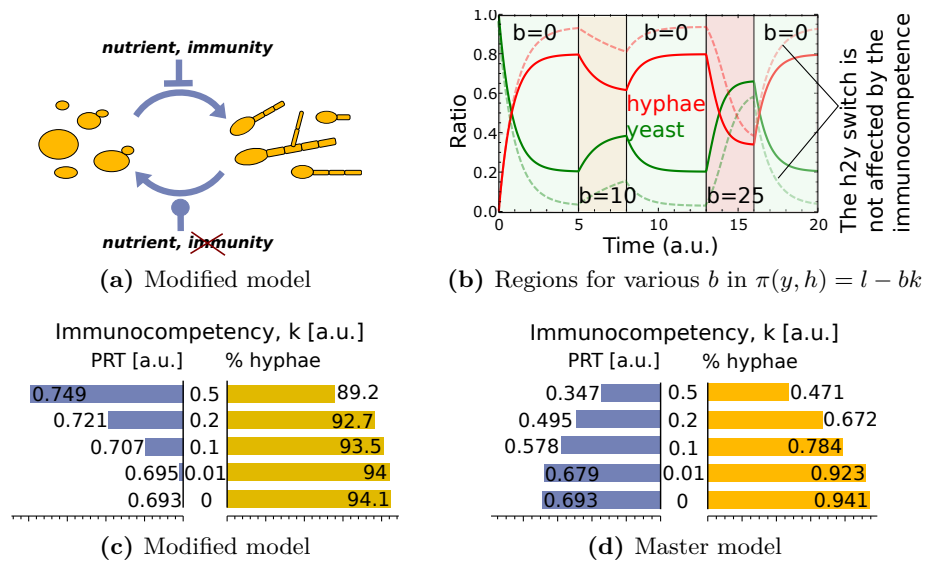 nutrient, immunity
nutrient, immunity
(a) Modified model
1.0
0.8
0.6
0.4
0.2
0.0
Ratio
b=0
b=0
b=0
hyphae
yeast
b=10
b=25
0
5
10
15
20
Time (a.u.)
The h2y switch is
not affected by the
immunocompetence
(b) Regions for various b in π(y, h) = l − bk
Immunocompetency, k [a.u.]
PRT [a.u.] % hyphae
0.749 0.5 89.2
0.721 0.2 92.7
0.707 0.1 93.5
0.695 0.01 94
0.693 0 94.1
(c) Modified model
Immunocompetency, k [a.u.]
PRT [a.u.] % hyphae
0.347 0.5 0.471
0.495 0.2 0.672
0.578 0.1 0.784
0.679 0.01 0.923
0.693 0 0.941
(d) Master model